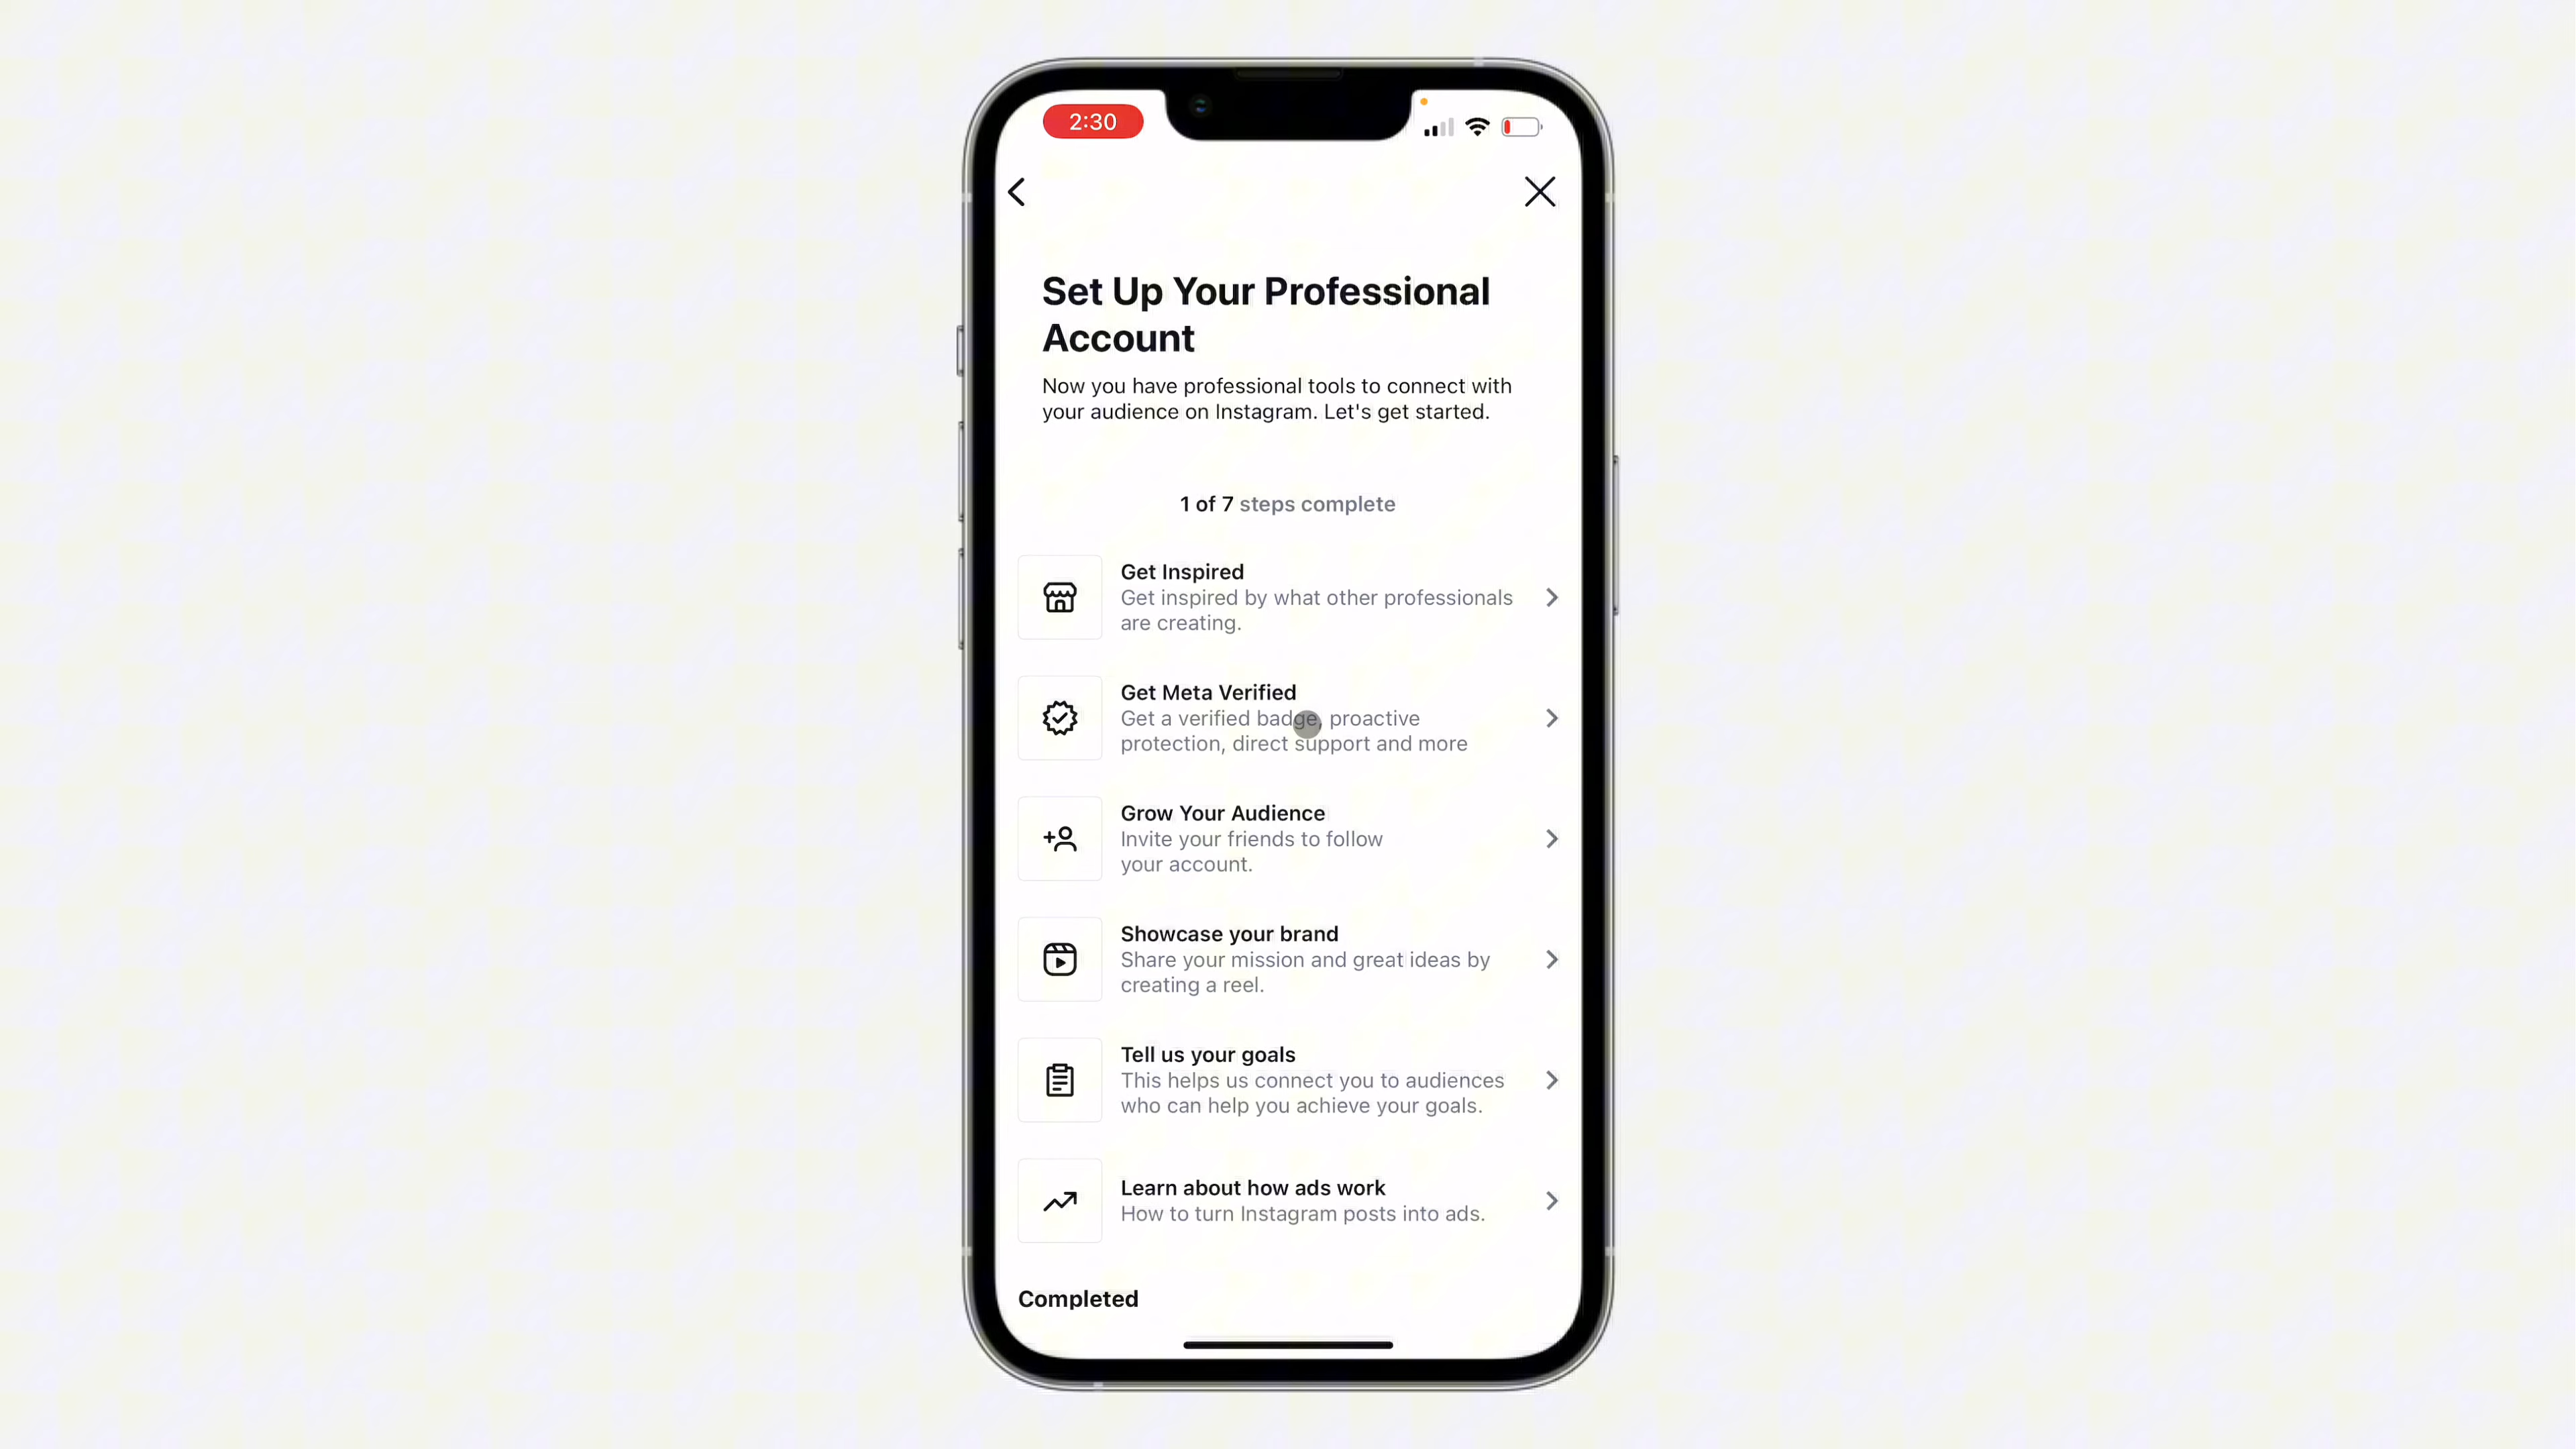 2:30
Set Up Your Professional
Account
Now you have professional tools to connect with
your audience on Instagram. Let's get started.
1 of 7 steps complete
Get Inspired
Get inspired by what other professionals
are creating.
Get Meta Verified
Get a verified badge, proactive
protection, direct support and more
Grow Your Audience
Invite your friends to follow
your account.
Showcase your brand
Share your mission and great ideas by
creating a reel.
Tell us your goals
This helps us connect you to audiences
who can help you achieve your goals.
Learn about how ads work
How to turn Instagram posts into ads.
Completed